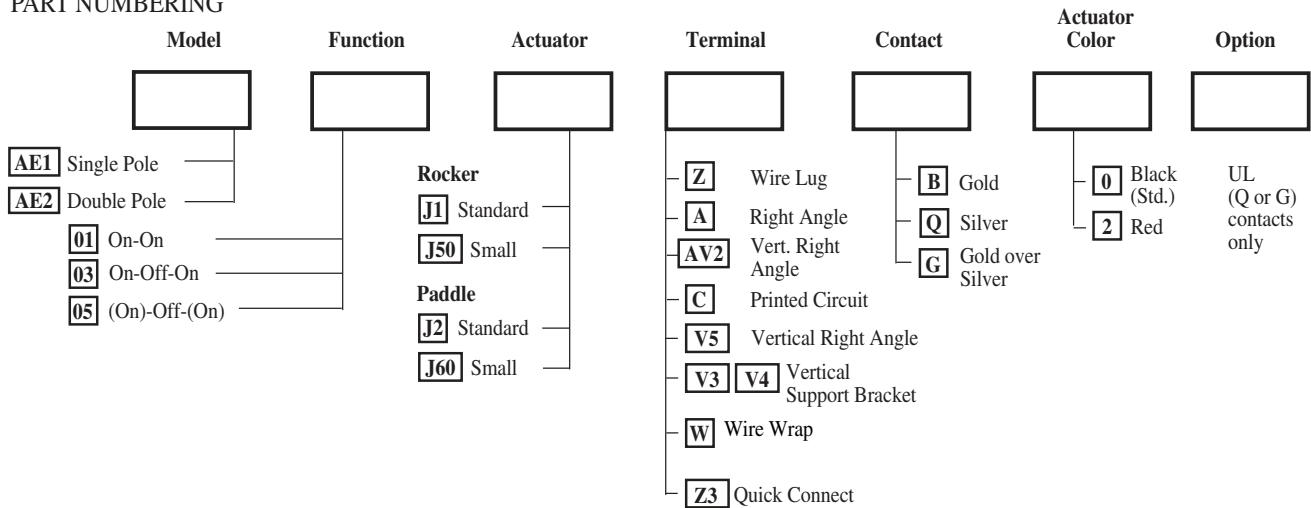 PART NUMBERING
Model Function Actuator Terminal Contact Actuator Color Option
AE1 Single Pole
AE2 Double Pole
01 On-On
03 On-Off-On
05 (On)-Off-(On)
Rocker
J1 Standard
J50 Small
Paddle
J2 Standard
J60 Small
Z Wire Lug
A Right Angle
AV2 Vert. Right
Angle
C Printed Circuit
V5 Vertical Right Angle
V3 V4 Vertical
Support Bracket
W Wire Wrap
Z3 Quick Connect
B Gold
Q Silver
G Gold over
Silver
0 Black
(Std.)
2 Red
UL
(Q or G)
contacts
only